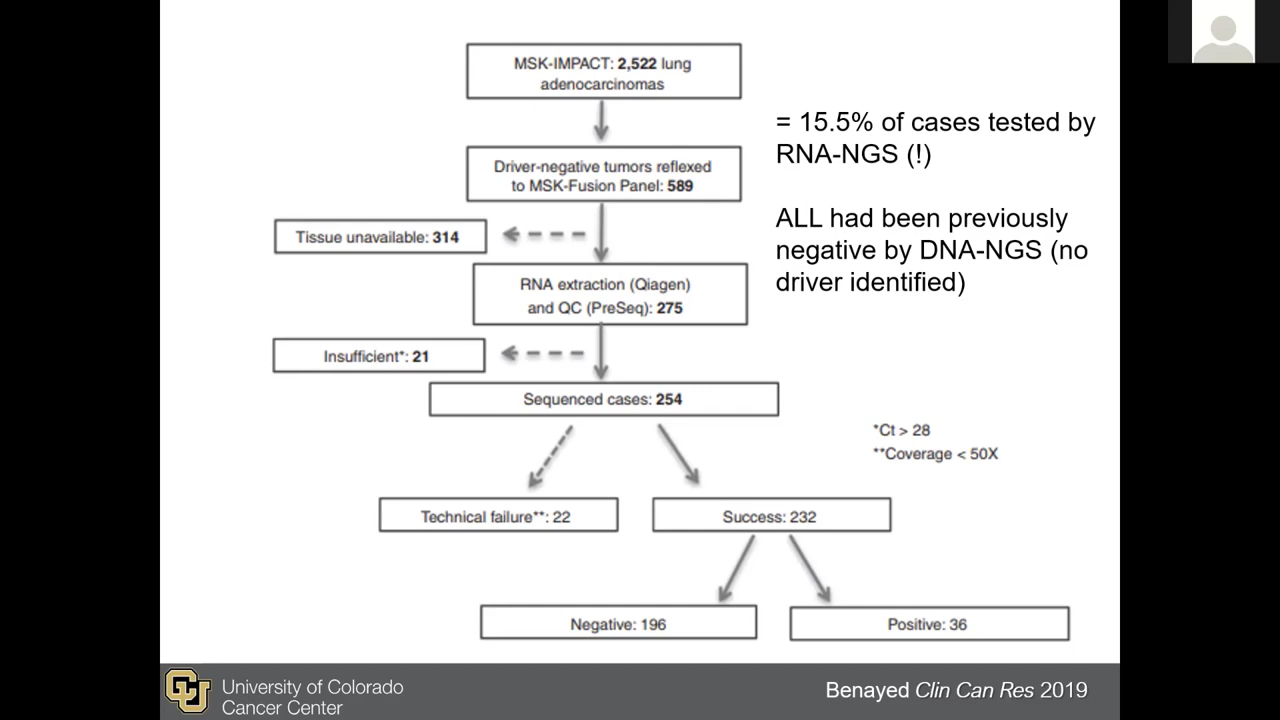 MSK-IMPACT: 2,522 lung
adenocarcinomas
= 15.5% of cases tested by
RNA-NGS (!)
Driver-negative tumors reflexed
to MSK-Fusion Panel: 589
ALL had been previously
negative by DNA-NGS (no
driver identified)
Tissue unavailable: 314
RNA extraction (Qiagen)
and QC (PreSeq): 275
Insufficient*: 21
Sequenced cases: 254
*Ct > 28
**Coverage < 50X
Technical failure**: 22
Success: 232
Negative: 196
Positive: 36
CU
University of Colorado
Cancer Center
Benayed Clin Can Res 2019